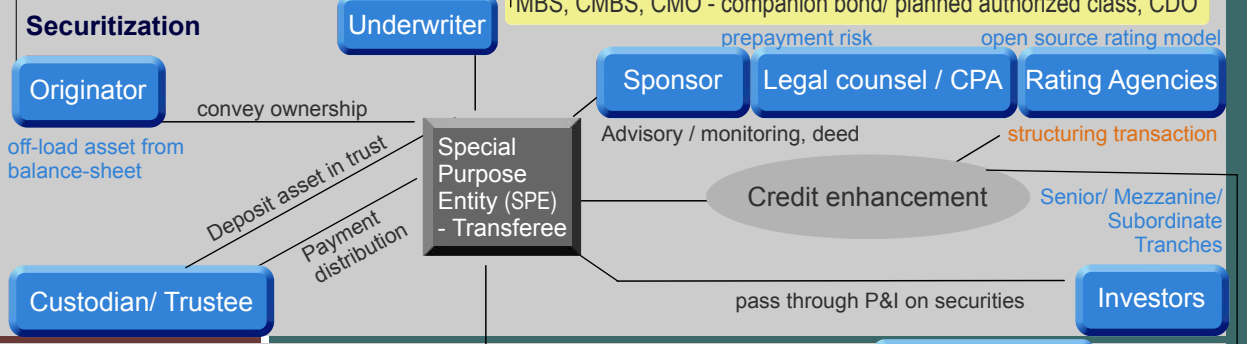 MBS, CMBS, CMO - companion bond/ planned authorized class, CDO
Securitization
Underwriter
prepayment risk
open source rating model
Originator
Sponsor
Legal counsel / CPA
Rating Agencies
convey ownership
off-load asset from
balance-sheet
Advisory / monitoring, deed
structuring transaction
Deposit asset in trust
Special
Purpose
Entity (SPE)
- Transferee
Credit enhancement
Senior/ Mezzanine/
Subordinate
Tranches
Payment
distribution
Custodian/ Trustee
pass through P&I on securities
Investors